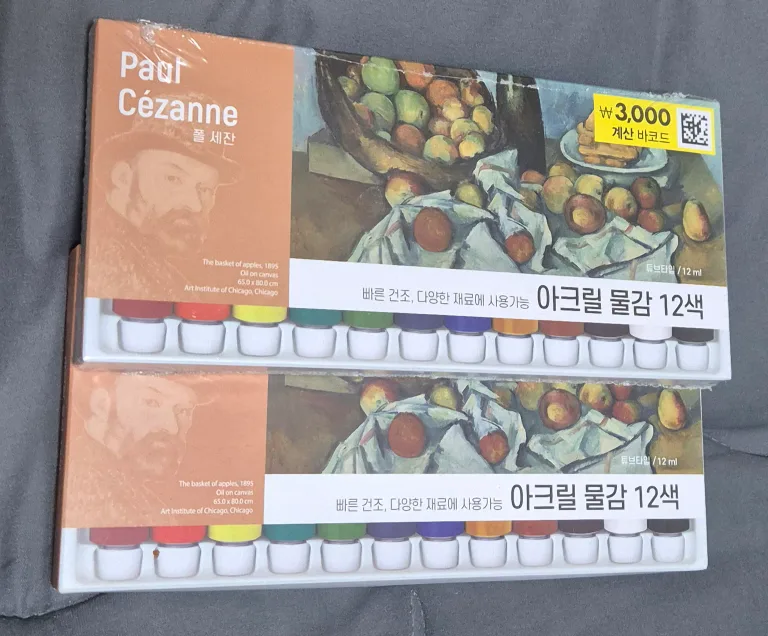 Paul
Cézanne
폴 세잔
₩3,000
계산 바코드
The basket of apples, 1895
Oil on canvas
65.0 x 80.0 cm
Art Institute of Chicago, Chicago
튜브타입 / 12 ml
빠른 건조, 다양한 재료에 사용가능 아크릴 물감 12색
The basket of apples, 1895
Oil on canvas
65.0 x 80.0 cm
Art Institute of Chicago, Chicago
튜브타입 / 12 ml
빠른 건조, 다양한 재료에 사용가능 아크릴 물감 12색